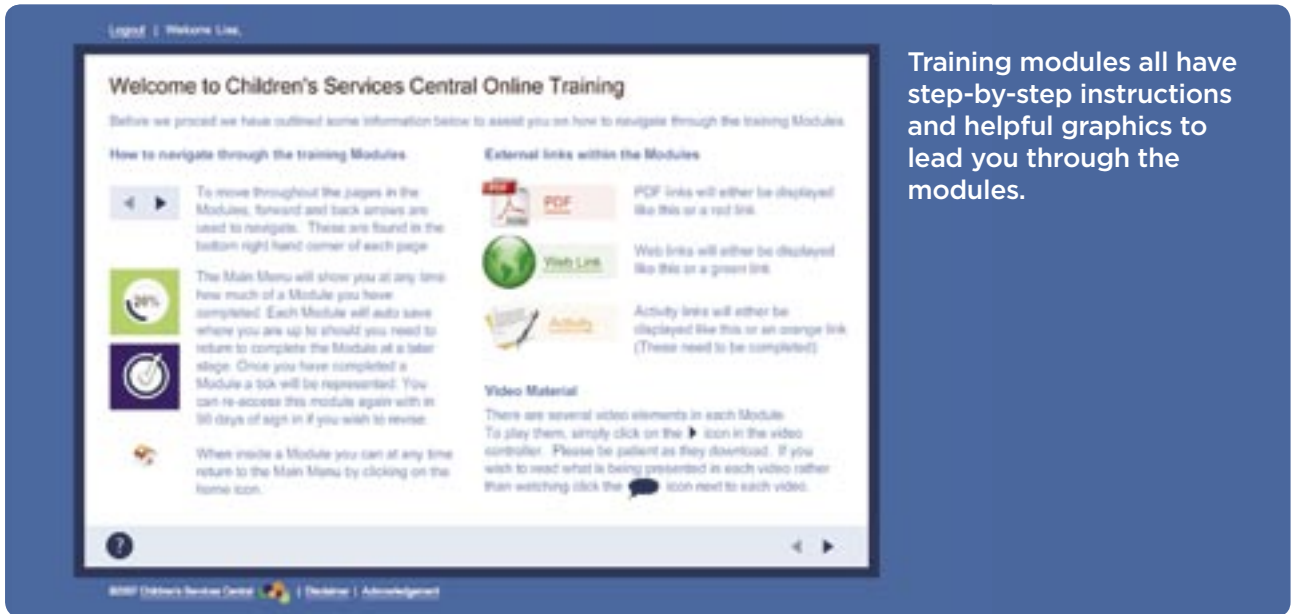 Logout | Welcome Lisa,
Welcome to Children's Services Central Online Training
Before we proced we have outlined some information below to assist you on how to navigate through the training Modules
How to navigate through the training Modules
To move throughout the pages in the
Modules, forward and back arrows are
used to navigate. These are found in the
bottom right hand corner of each page
20%
The Main Menu will show you at any time
how much of a Module you have
completed. Each Module will auto save
where you are up to should you need to
return to complete the Module at a later
stage. Once you have completed a
Module a tick will be represented. You
can re-access this module again with in
90 days of sign in if you wish to revise.
When inside a Module you can at any time
return to the Main Menu by clicking on the
home icon.
External links within the Modules
PDF
PDF
PDF links will either be displayed
like this or a red link
Web Link
Web links will either be displayed
like this or a green link
Activity
Activity links will either be
displayed like this or an orange link
(These need to be completed)
Video Material
There are several video elements in each Module
To play them, simply click on the icon in the video
controller. Please be patient as they download. If you
wish to read what is being presented in each video rather
than watching click the icon next to each video.
?
©2007 Children's Services Central | Disclaimer | Acknowledgement
Training modules all have
step-by-step instructions
and helpful graphics to
lead you through the
modules.